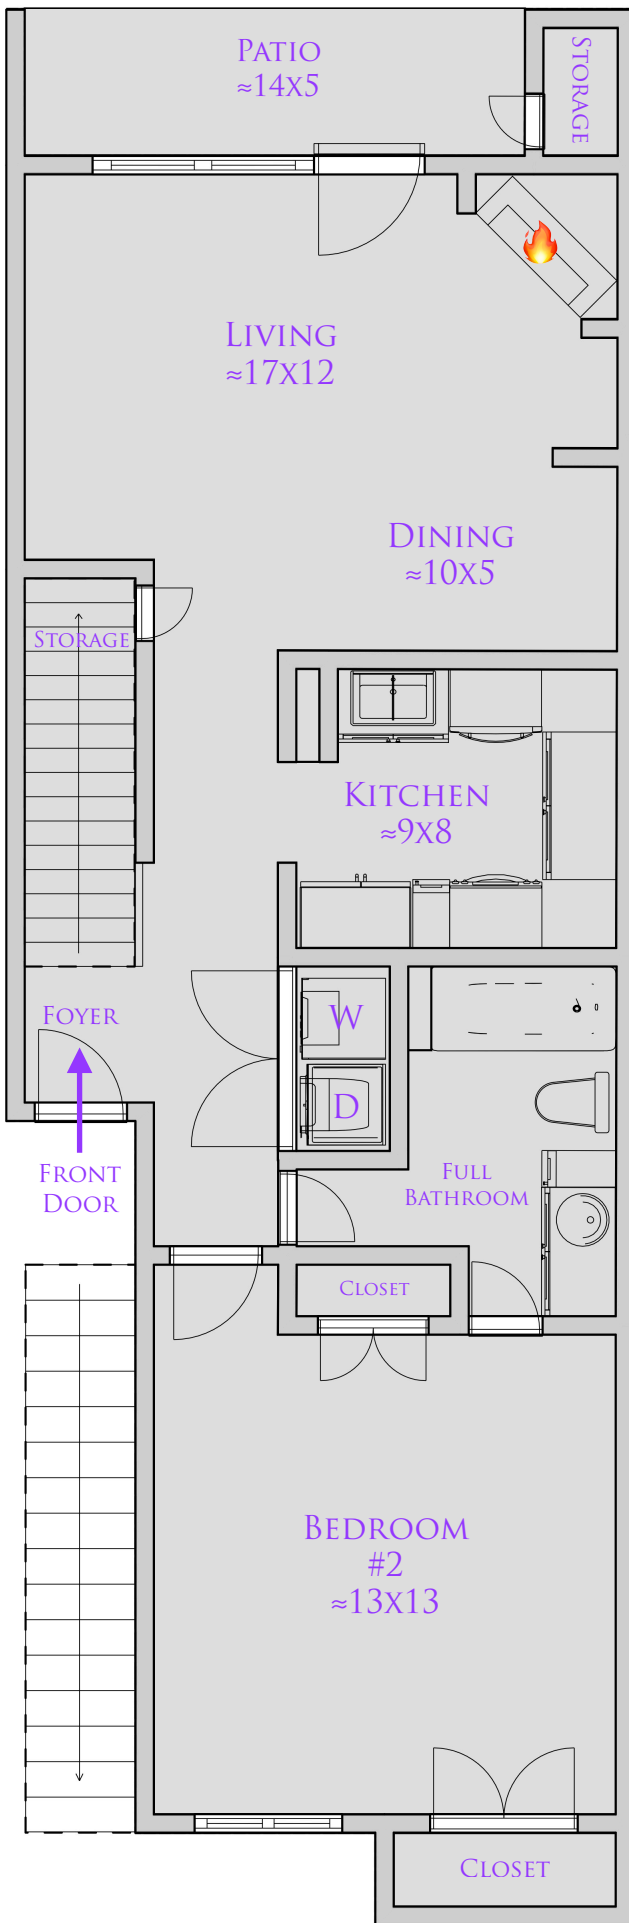 PATIO
≈14X5
STORAGE
LIVING
≈17X12
DINING
≈10X5
STORAGE
KITCHEN
≈9X8
FOYER
W
D
FRONT
DOOR
FULL
BATHROOM
CLOSET
BEDROOM
#2
≈13X13
CLOSET